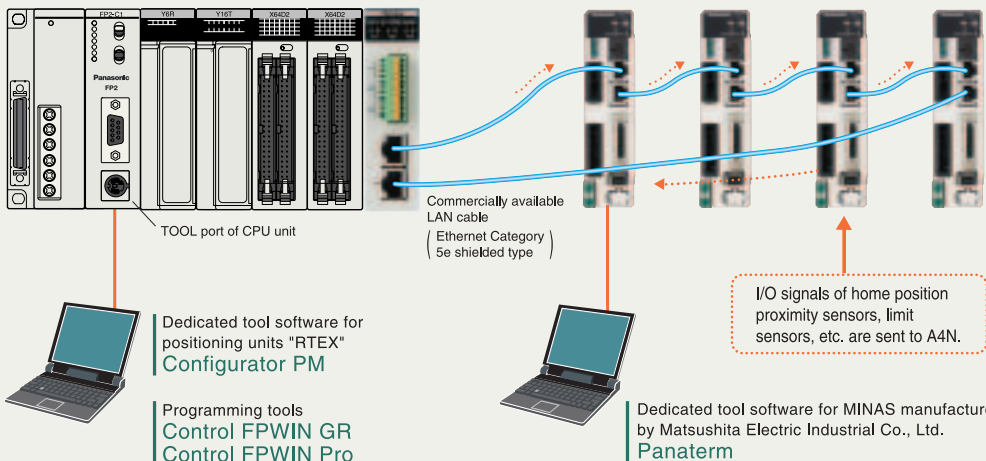 FP2-C1 Y6R Y16T X64D2 X64D2
Panasonic
FP2
TOOL port of CPU unit
Commercially available
LAN cable
( Ethernet Category
5e shielded type )
I/O signals of home position
proximity sensors, limit
sensors, etc. are sent to A4N.
Dedicated tool software for
positioning units "RTEX"
Configurator PM
Programming tools
Control FPWIN GR
Control FPWIN Pro
Dedicated tool software for MINAS manufacture
by Matsushita Electric Industrial Co., Ltd.
Panaterm